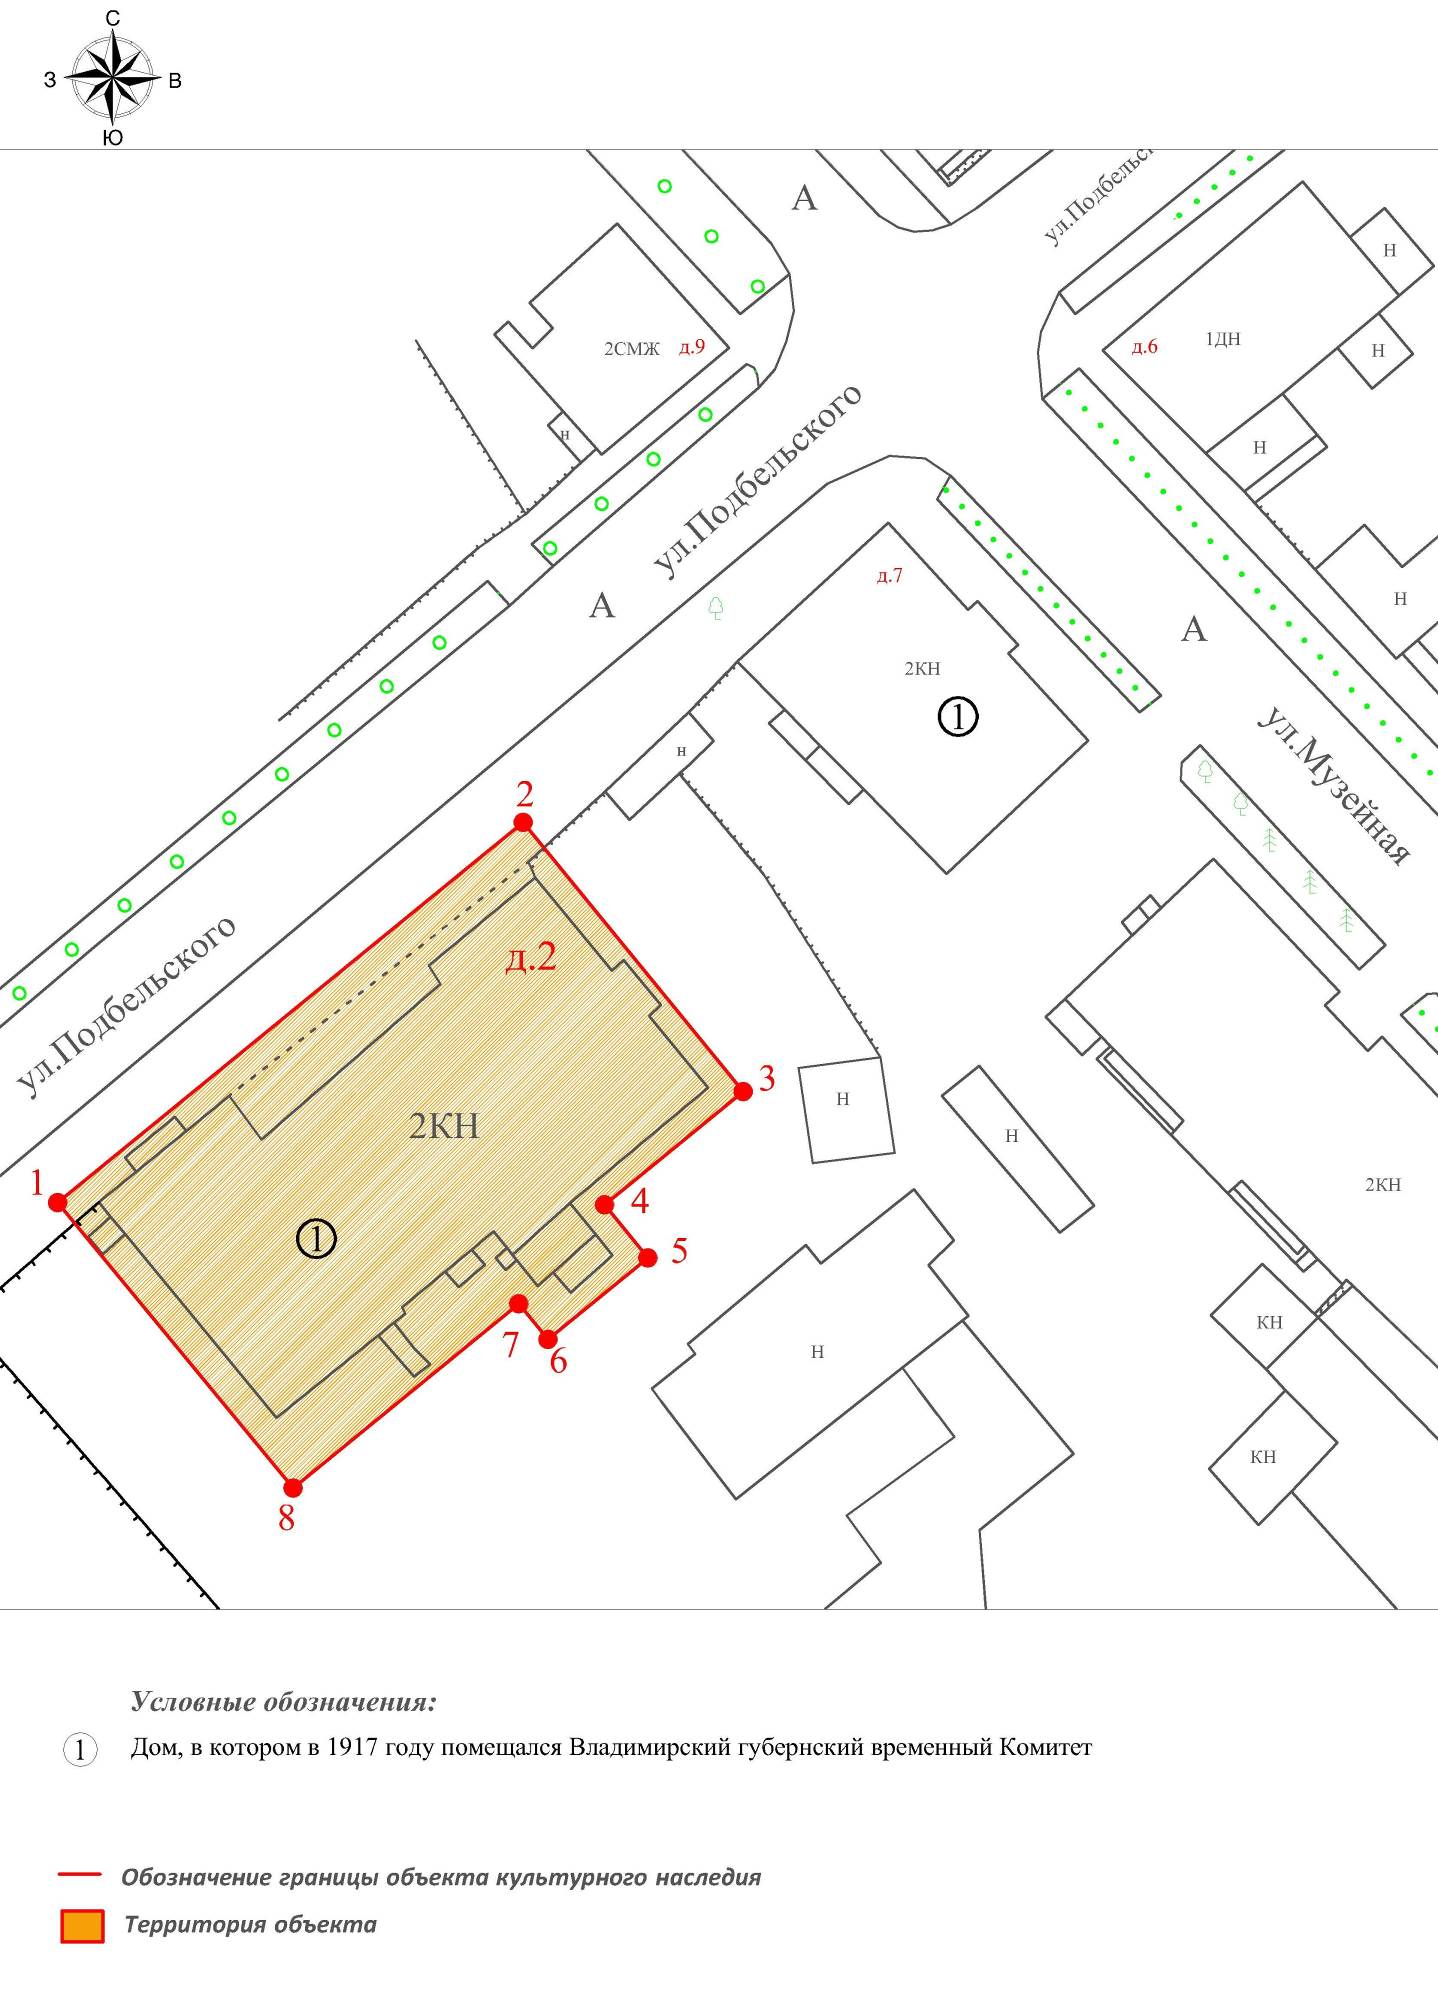 С
З
В
Ю
А
ул.Подбельск
Н
2СМЖ
д.9
д.6
1ДН
Н
н
Н
ул.Подбельского
д.7
А
Н
А
2КН
1
ул.Музейная
н
2
д.2
ул.Подбельского
3
Н
2КН
Н
1
4
2КН
1
5
7
6
Н
КН
КН
8
Условные обозначения:
1 Дом, в котором в 1917 году помещался Владимирский губернский временный Комитет
Обозначение границы объекта культурного наследия
Территория объекта